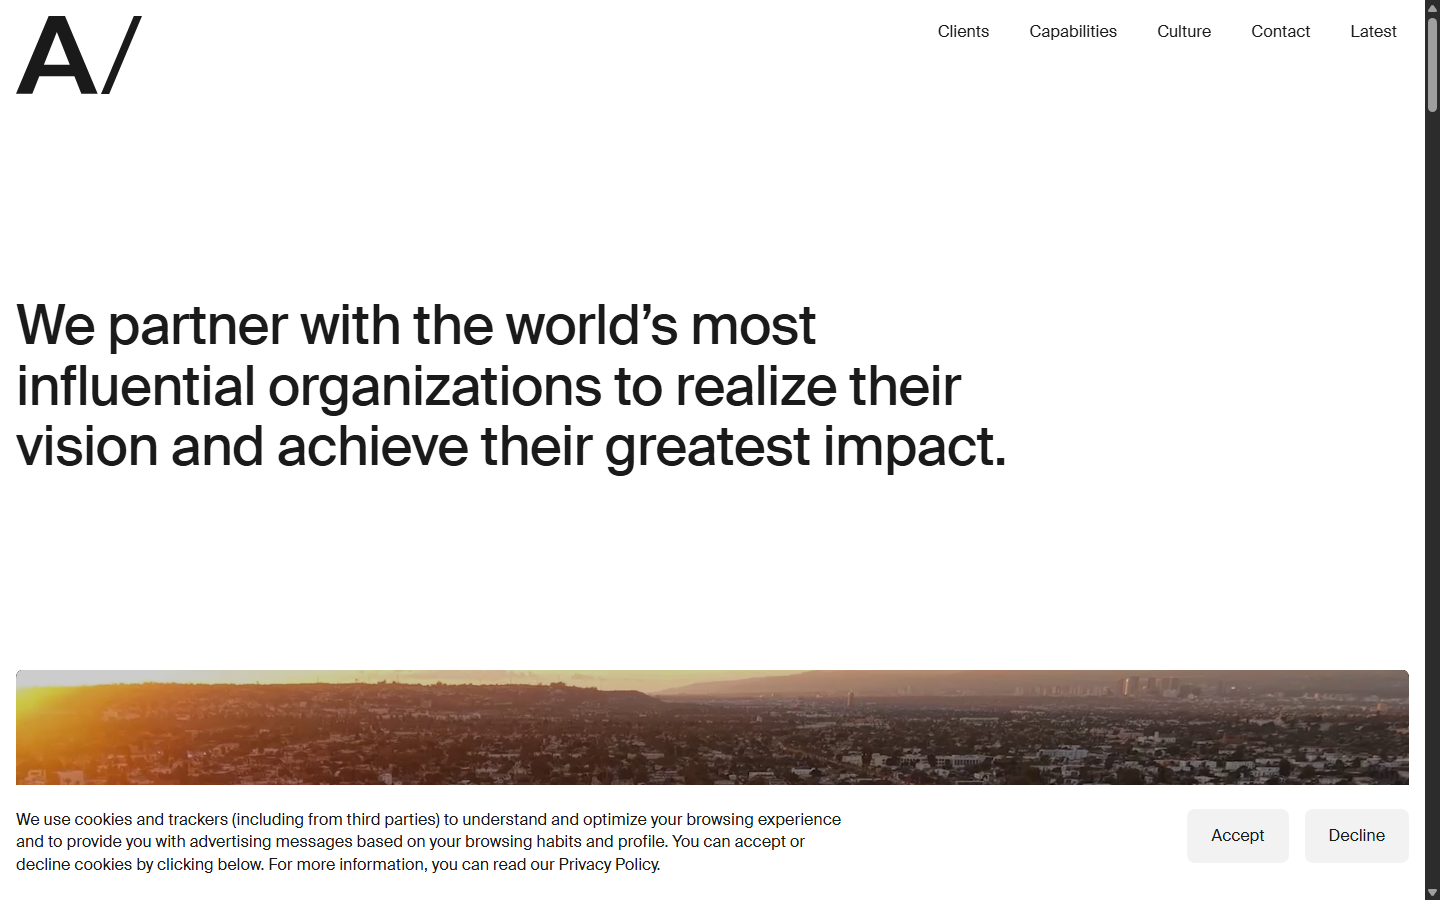 A/
Clients
Capabilities
Culture
Contact
Latest
We partner with the world’s most
influential organizations to realize their
vision and achieve their greatest impact.
We use cookies and trackers (including from third parties) to understand and optimize your browsing experience
and to provide you with advertising messages based on your browsing habits and profile. You can accept or
decline cookies by clicking below. For more information, you can read our Privacy Policy.
Accept
Decline